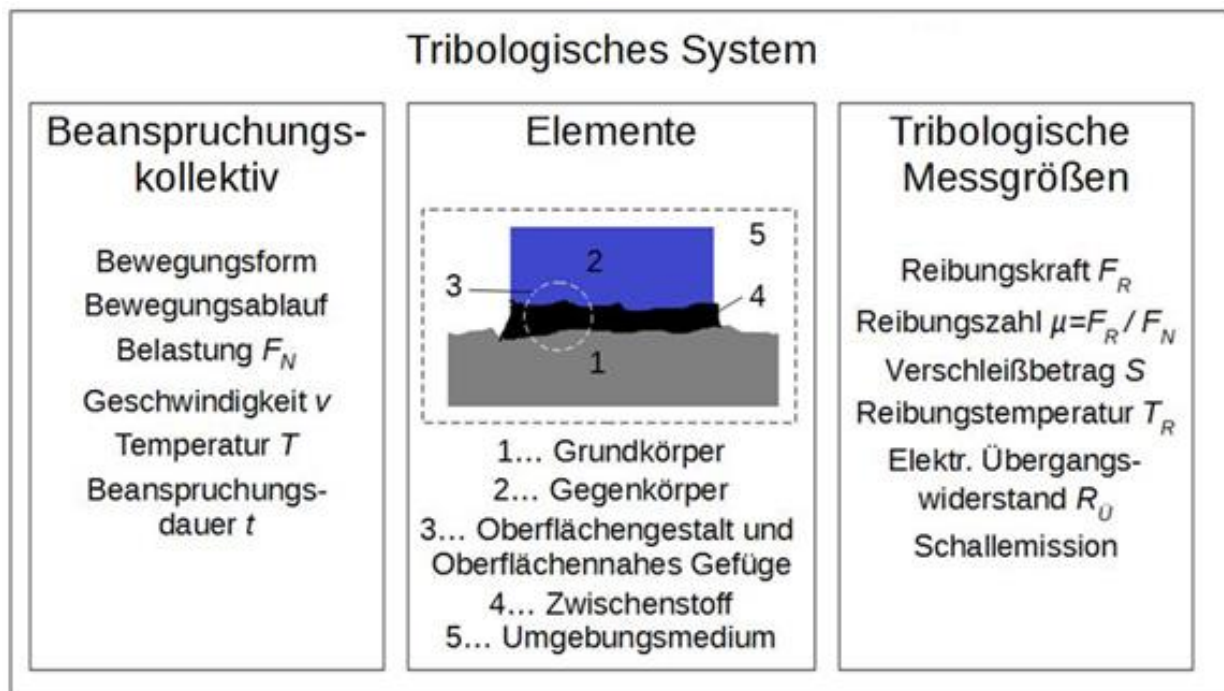 Tribologisches System
Beanspruchungs-
kollektiv
Bewegungsform
Bewegungsablauf
Belastung F_N
Geschwindigkeit v
Temperatur T
Beanspruchungs-
dauer t
Elemente
5
2
3
4
1
1... Grundkörper
2... Gegenkörper
3... Oberflächengestalt und
Oberflächennahes Gefüge
4... Zwischenstoff
5... Umgebungsmedium
Tribologische
Messgrößen
Reibungskraft F_R
Reibungszahl µ=F_R / F_N
Verschleißbetrag S
Reibungstemperatur T_R
Elektr. Übergangs-
widerstand R_Ü
Schallemission